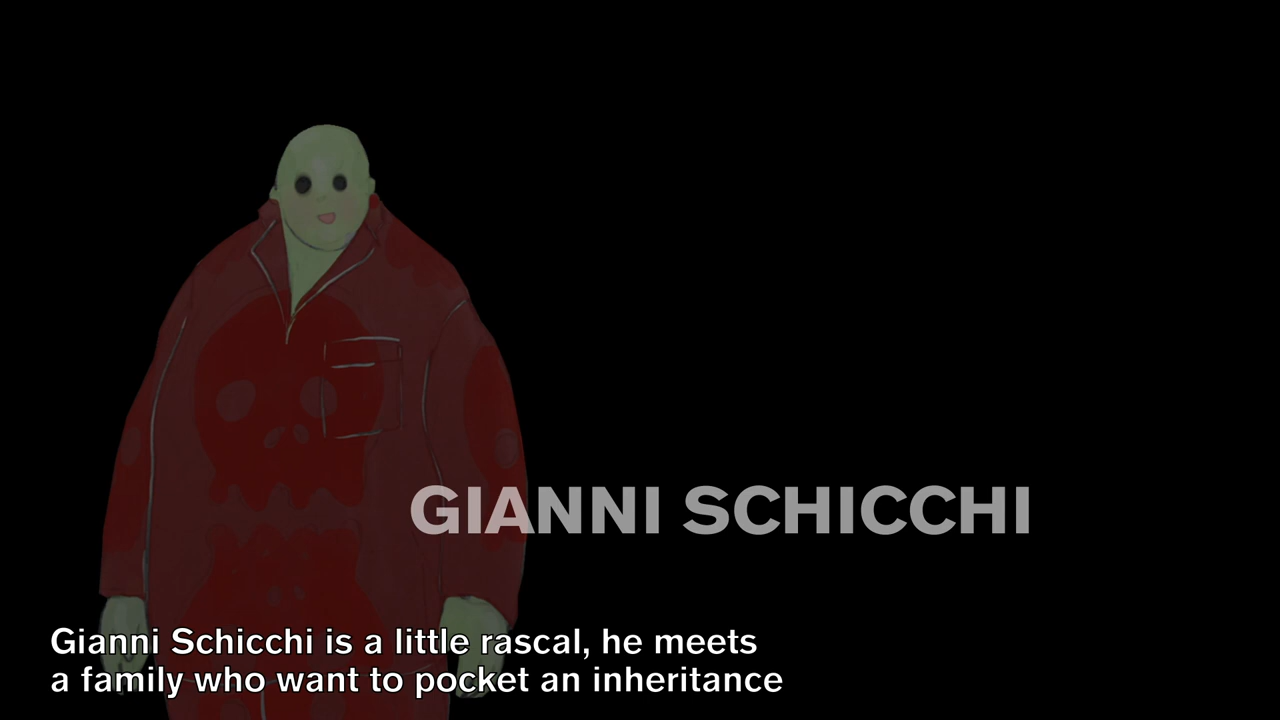 GIANNI SCHICCHI
Gianni Schicchi is a little rascal, he meets
a family who want to pocket an inheritance